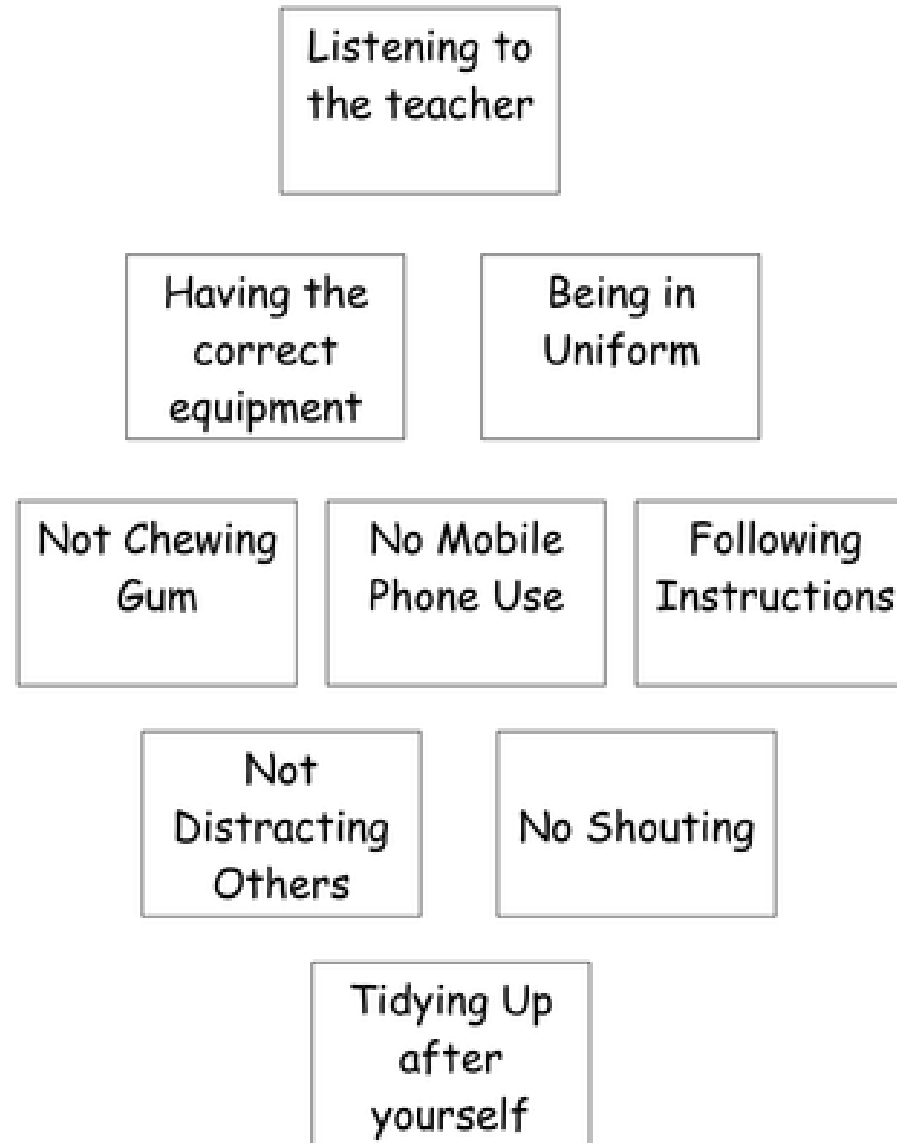 Listening to
the teacher
Having the
correct
equipment
Being in
Uniform
Not Chewing
Gum
No Mobile
Phone Use
Following
Instructions
Not
Distracting
Others
No Shouting
Tidying Up
after
yourself